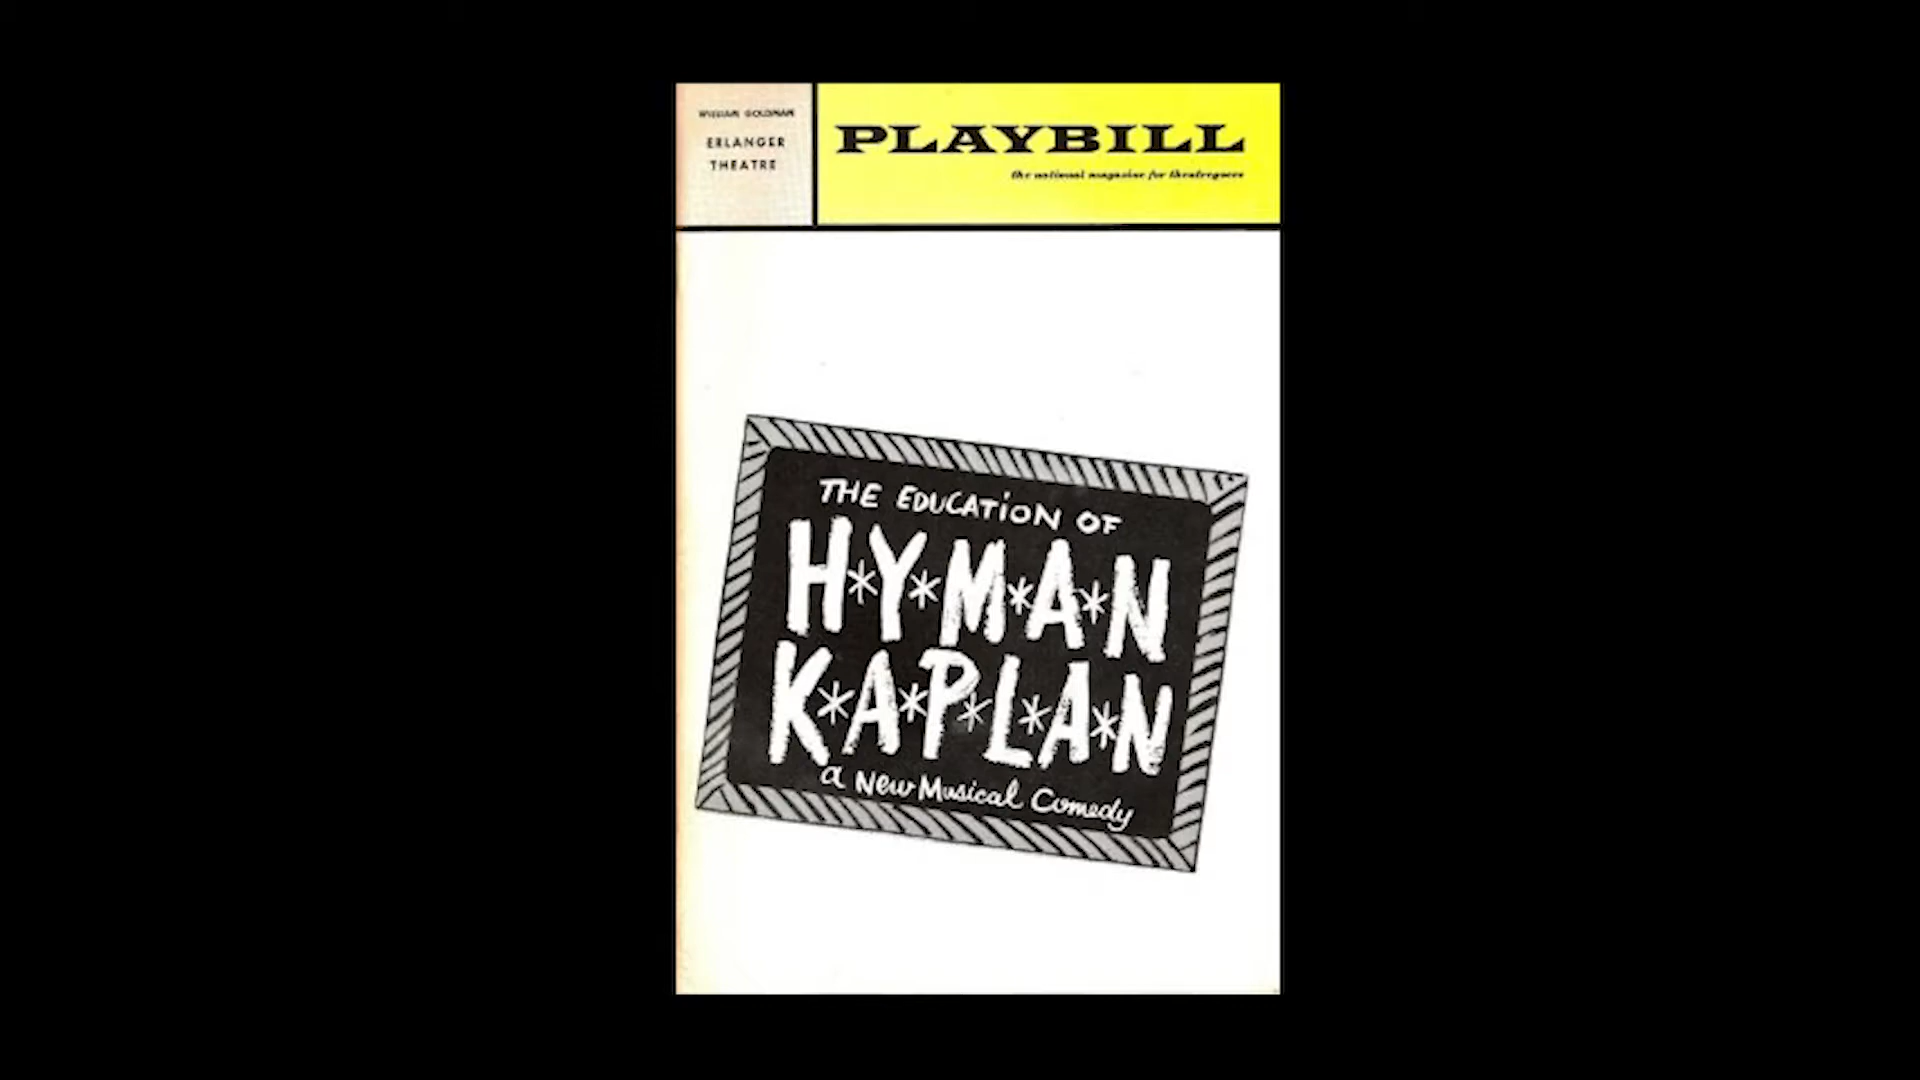 WILLIAM GOLDMAN
ERLANGER
THEATRE
PLAYBILL
the national magazine for theatregoers
THE EDUCATION OF
H*Y*M*A*N
K*A*P*L*A*N
a New Musical Comedy